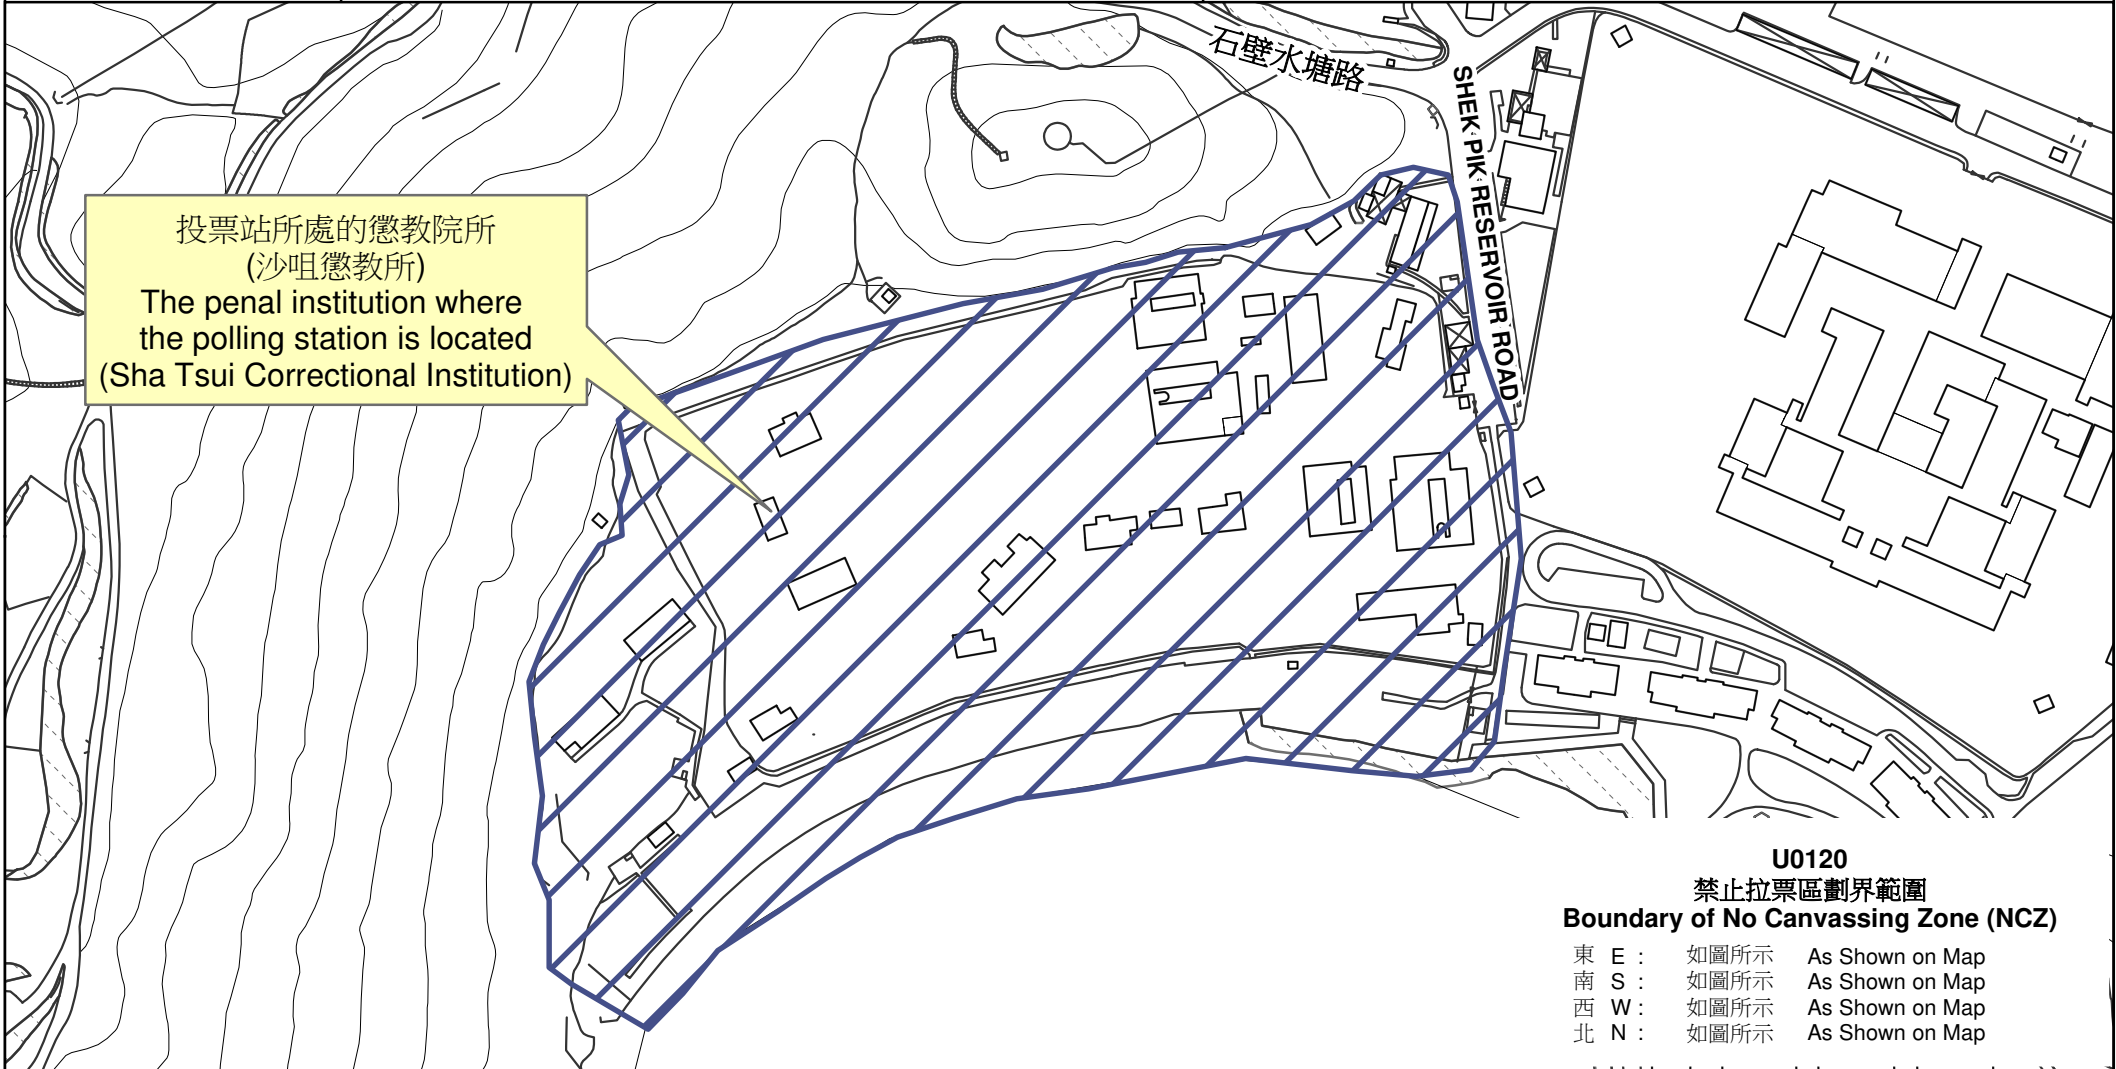 石壁水塘路
SHEK PIK RESERVOIR ROAD
投票站所處的懲教院所
(沙咀懲教所)
The penal institution where
the polling station is located
(Sha Tsui Correctional Institution)
U0120
禁止拉票區劃界範圍
Boundary of No Canvassing Zone (NCZ)
東 E : 如圖所示 As Shown on Map
南 S : 如圖所示 As Shown on Map
西 W : 如圖所示 As Shown on Map
北 N : 如圖所示 As Shown on Map